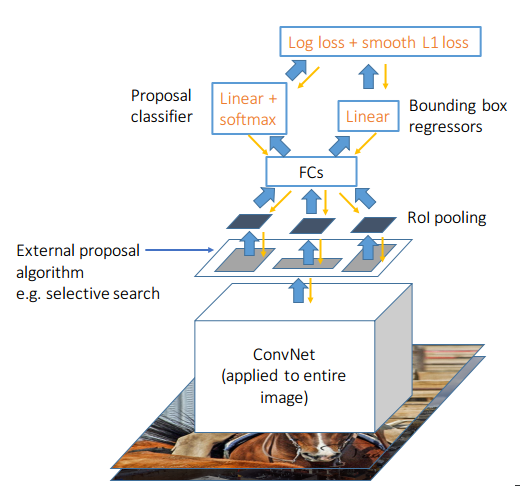 Log loss + smooth L1 loss
Proposal
classifier
Linear +
softmax
Linear
Bounding box
regressors
FCs
RoI pooling
External proposal
algorithm
e.g. selective search
ConvNet
(applied to entire
image)